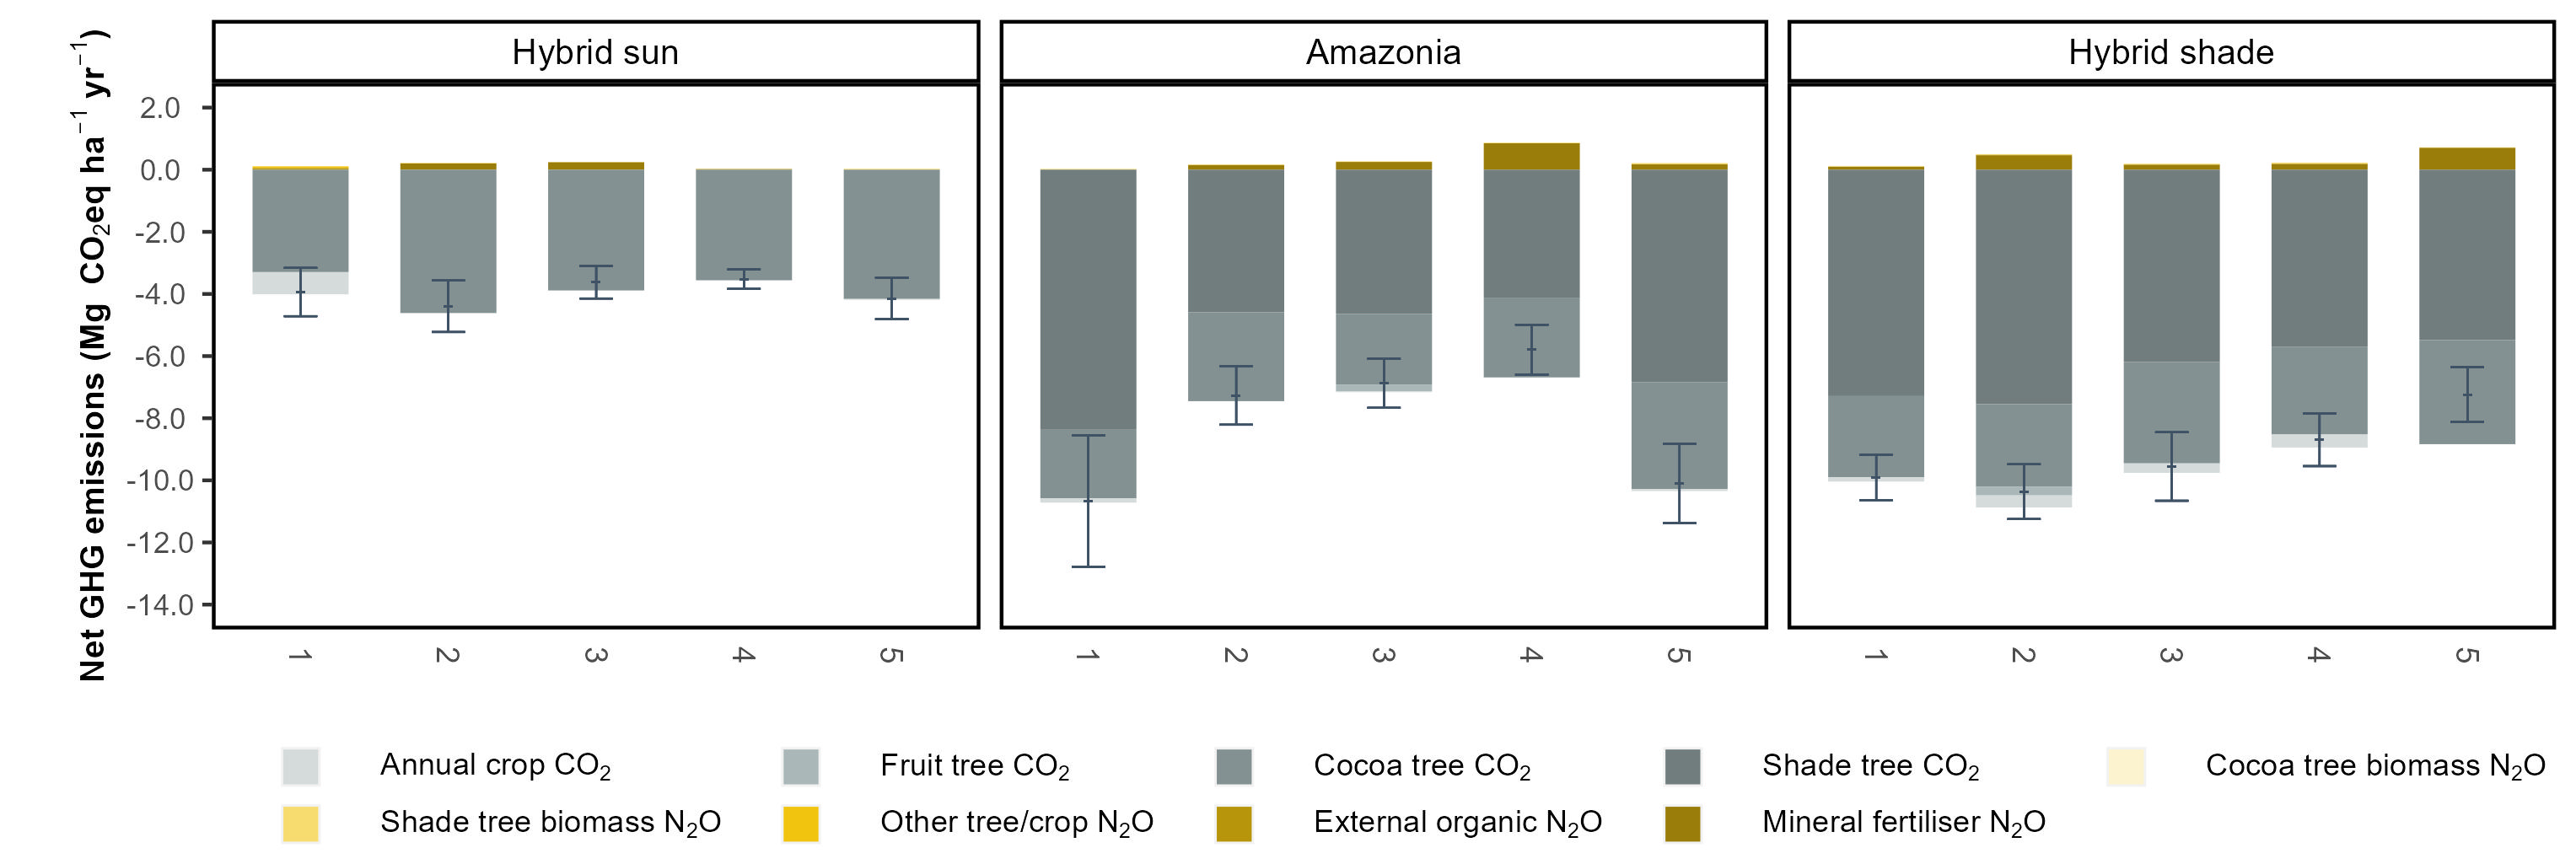 Hybrid sun
Amazonia
Hybrid shade
Net GHG emissions (Mg CO₂eq ha⁻¹ yr⁻¹)
2.0
0.0
-2.0
-4.0
-6.0
-8.0
-10.0
-12.0
-14.0
1 2 3 4 5
1 2 3 4 5
1 2 3 4 5
Annual crop CO₂ Fruit tree CO₂ Cocoa tree CO₂ Shade tree CO₂ Cocoa tree biomass N₂O
Shade tree biomass N₂O Other tree/crop N₂O External organic N₂O Mineral fertiliser N₂O